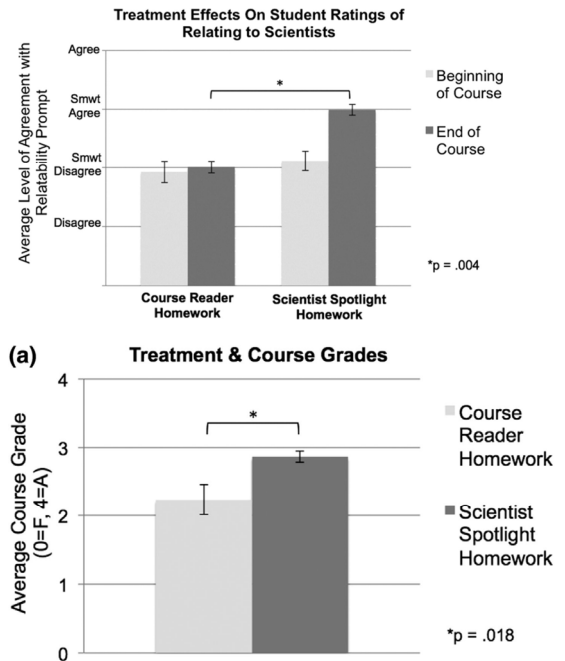 Treatment Effects On Student Ratings of
Relating to Scientists
Average Level of Agreement with
Relatability Prompt
Agree
Smwt
Agree
Smwt
Disagree
Disagree
*
Beginning
of Course
End of
Course
*p = .004
Course Reader
Homework
Scientist Spotlight
Homework
(a)
Treatment & Course Grades
Average Course Grade
(0=F, 4=A)
4
3
2
1
0
*
Course
Reader
Homework
Scientist
Spotlight
Homework
*p = .018